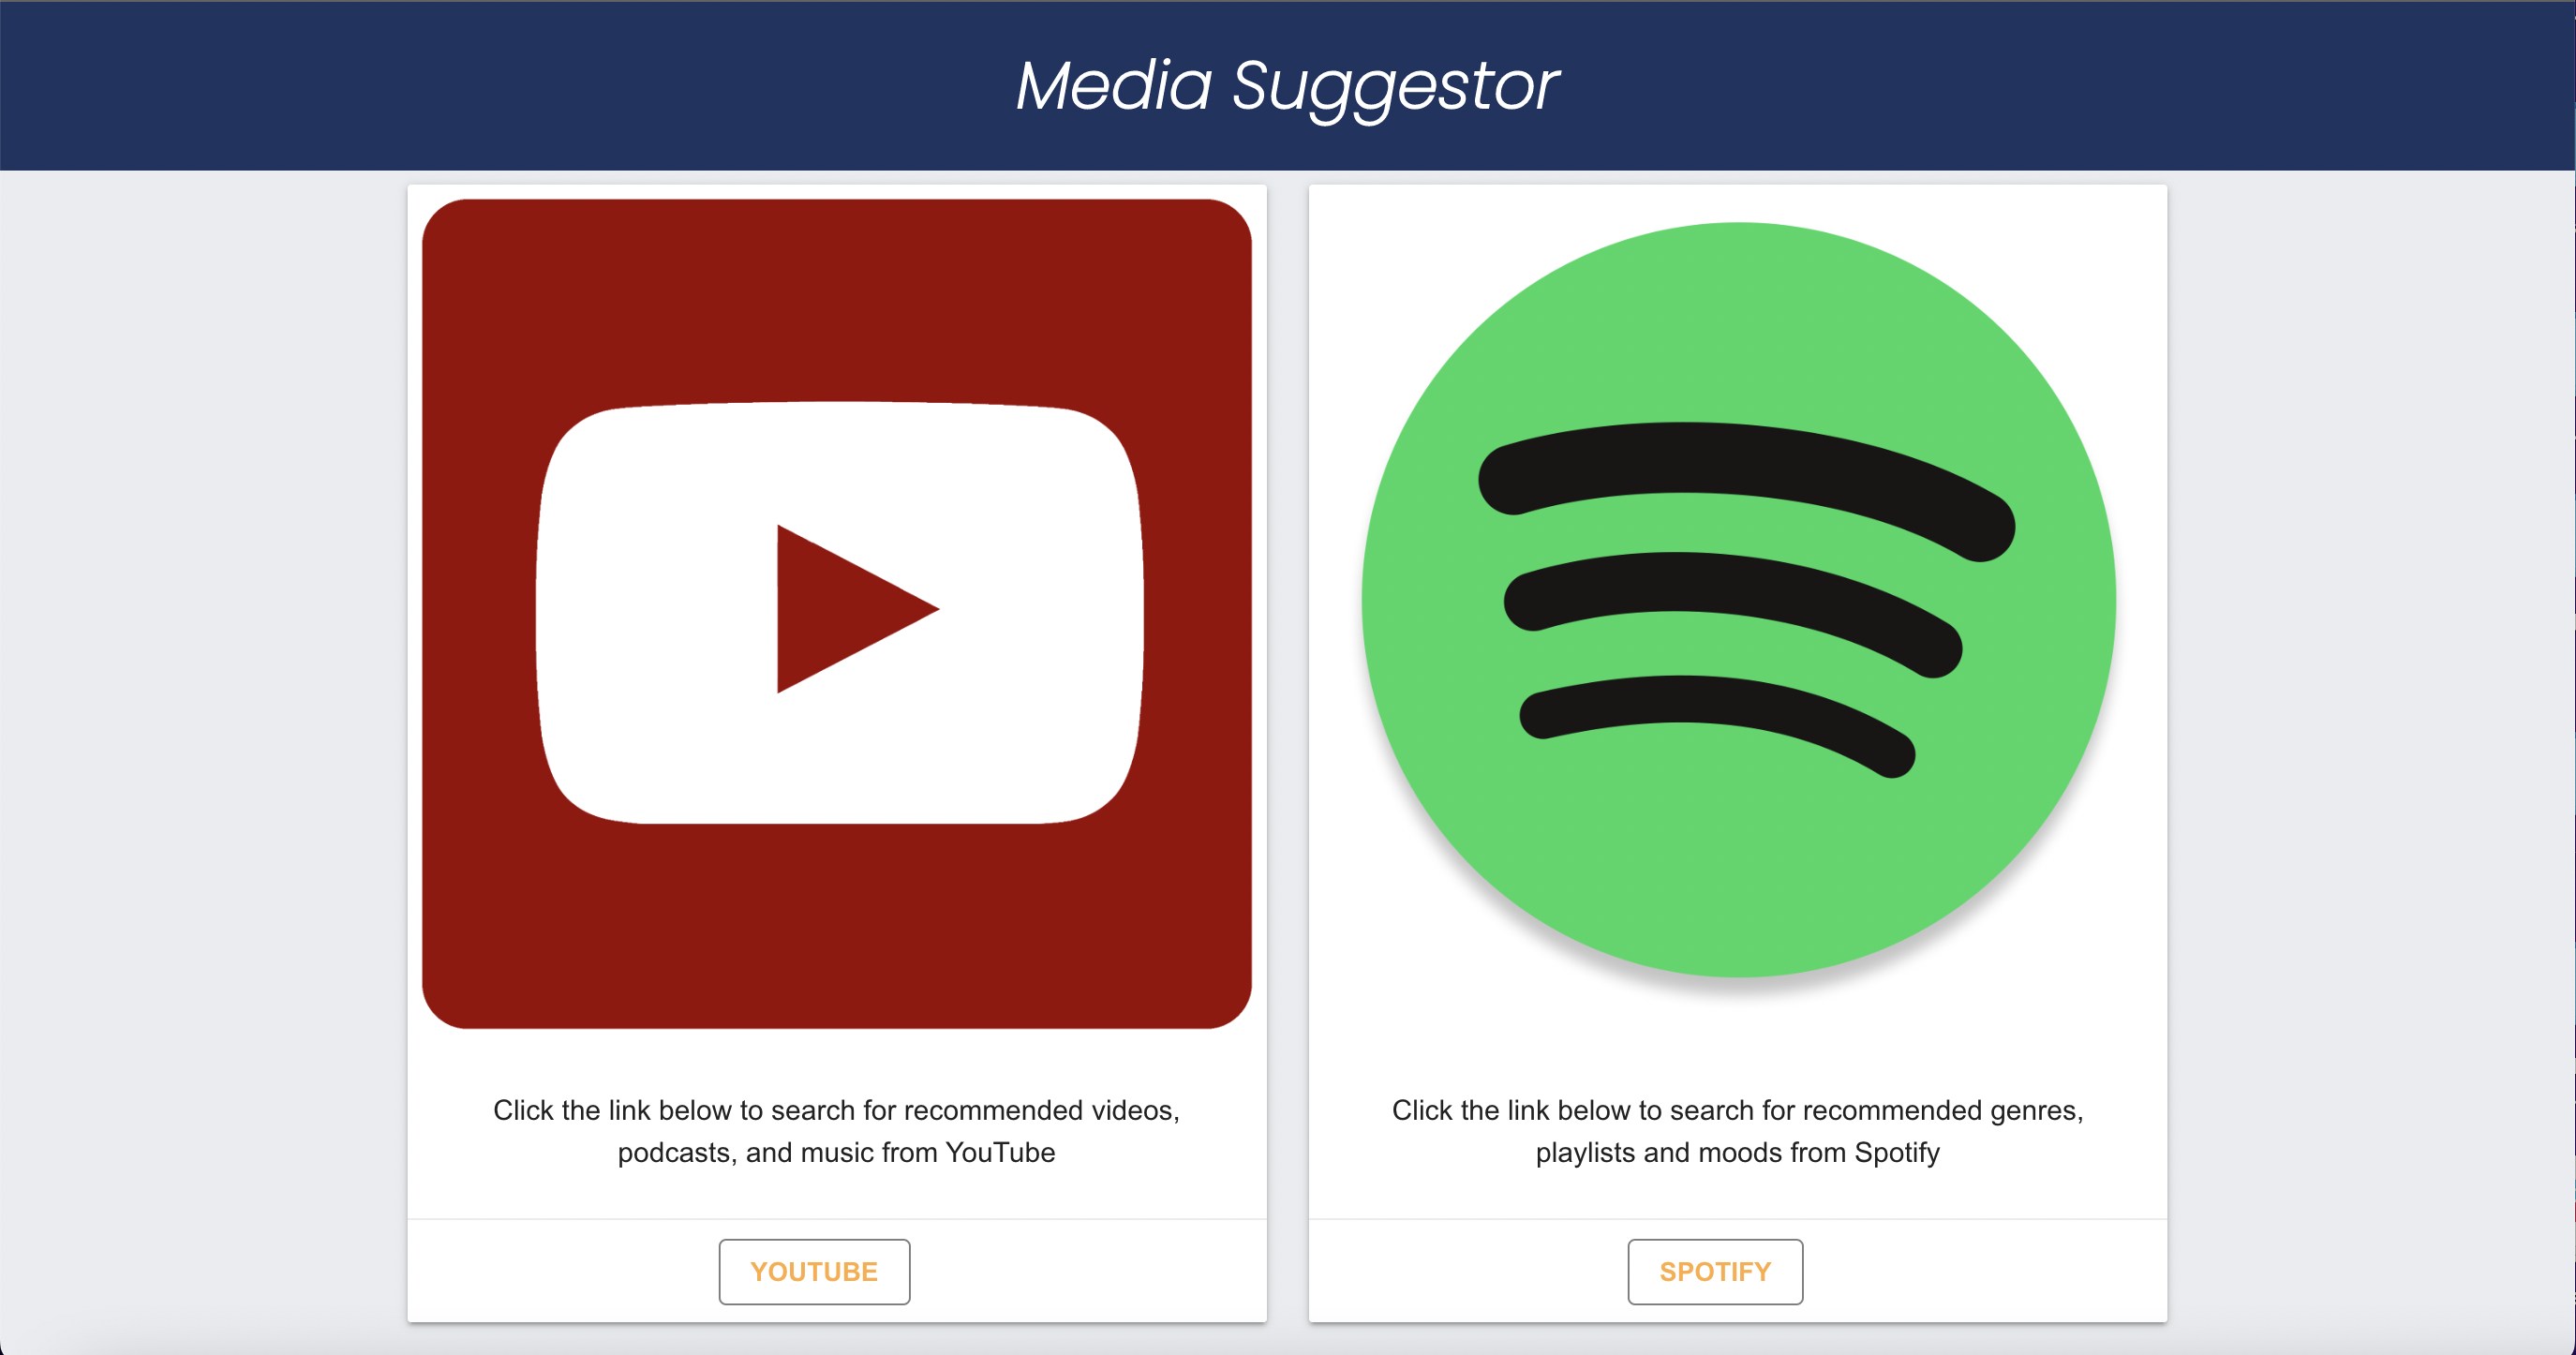 Media Suggestor
Click the link below to search for recommended videos,
podcasts, and music from YouTube
YOUTUBE
Click the link below to search for recommended genres,
playlists and moods from Spotify
SPOTIFY